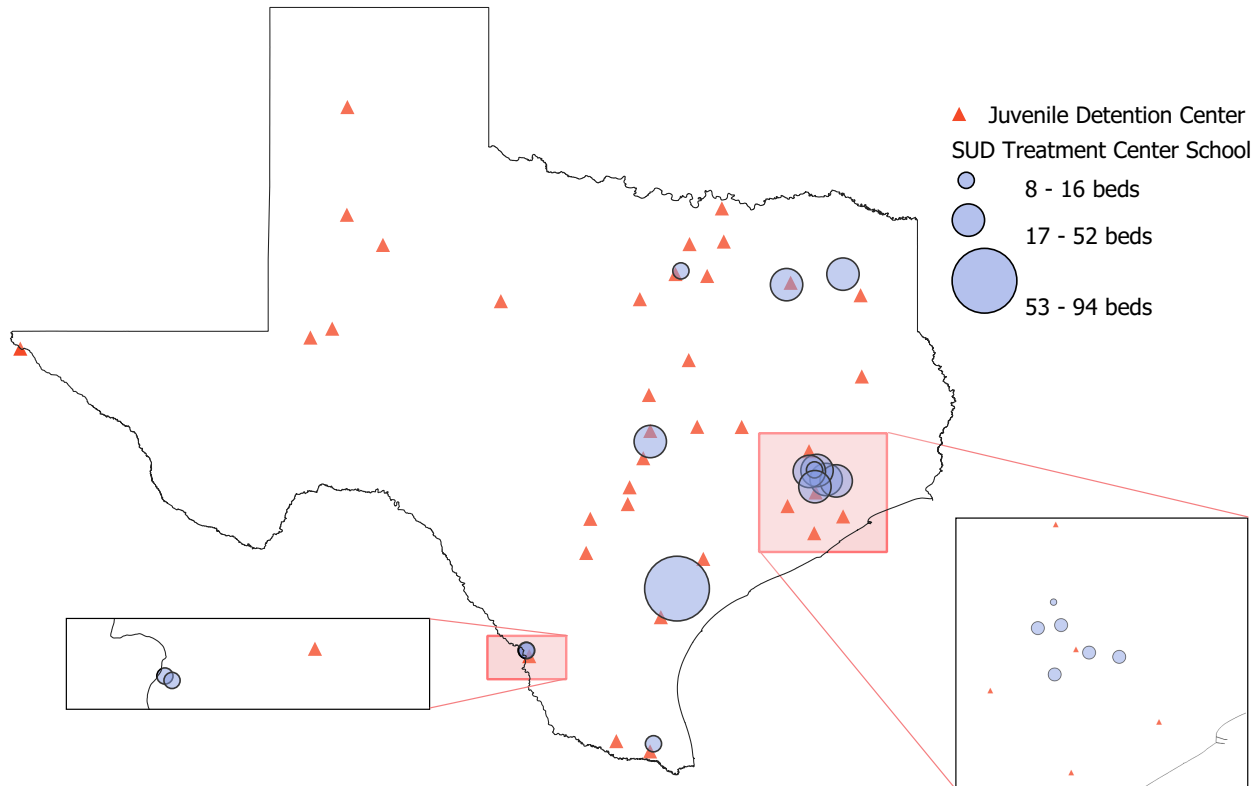 Juvenile Detention Center
SUD Treatment Center School
8 - 16 beds
17 - 52 beds
53 - 94 beds